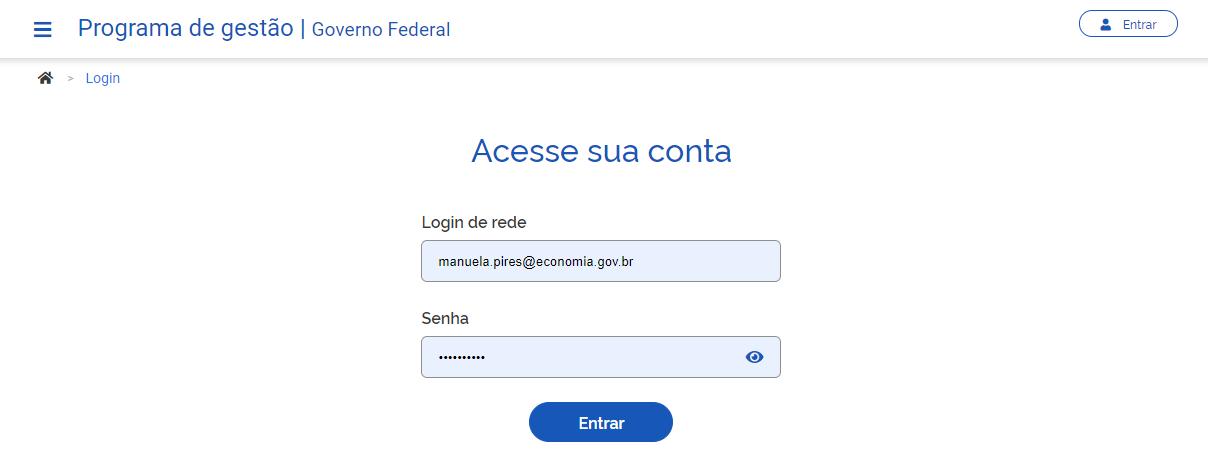 Programa de gestão | Governo Federal
Entrar
> Login
Acesse sua conta
Login de rede
manuela.pires@economia.gov.br
Senha
••••••••••
Entrar